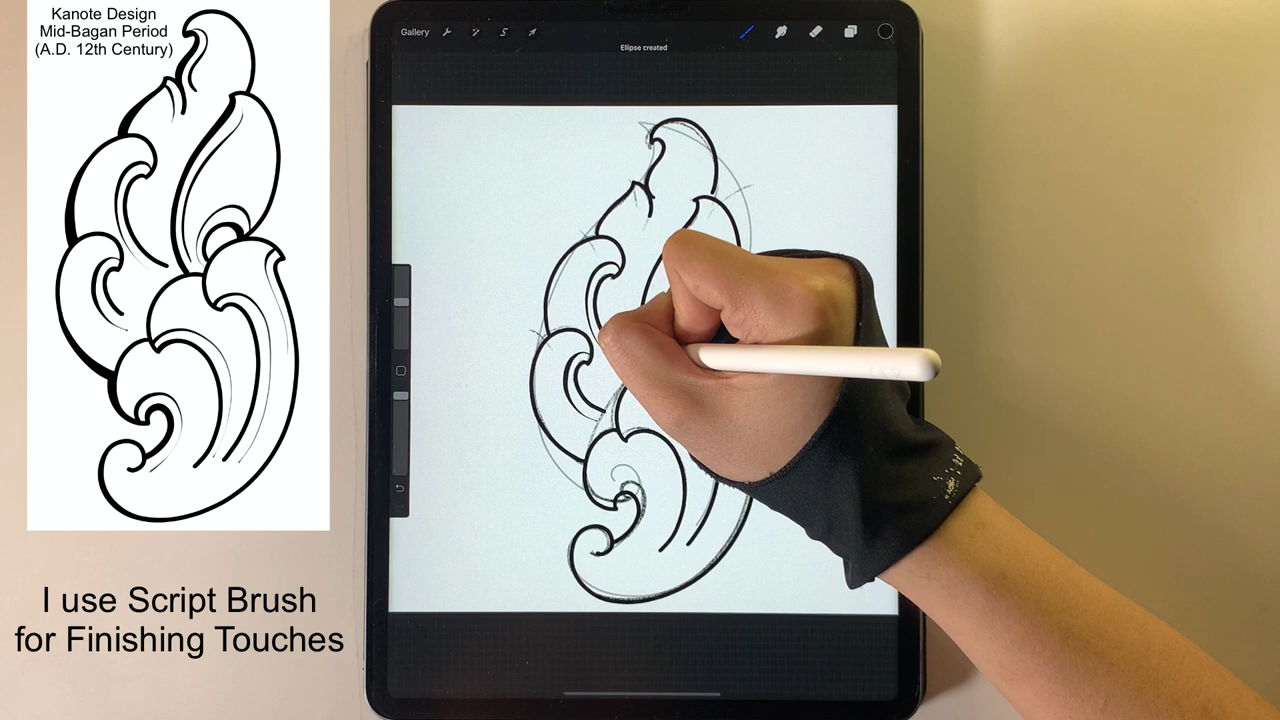 Kanote Design
Mid-Bagan Period
(A.D. 12th Century)
Gallery
Ellipse created
I use Script Brush
for Finishing Touches